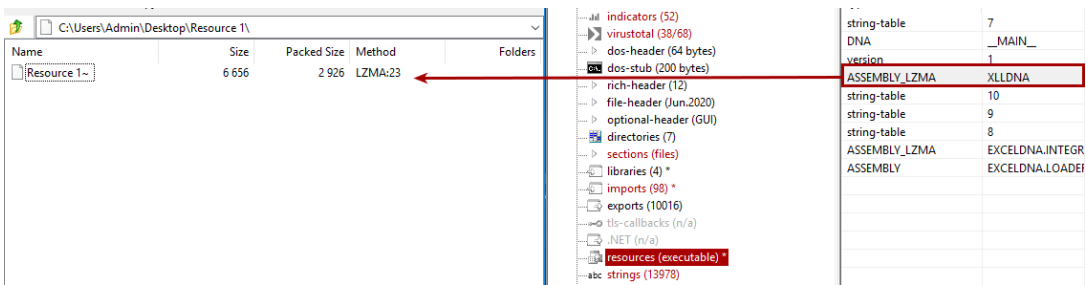 C:\Users\Admin\Desktop\Resource 1\
Name Size Packed Size Method Folders
Resource 1~ 6 656 2 926 LZMA:23
indicators (52)
virustotal (38/68)
dos-header (64 bytes)
dos-stub (200 bytes)
rich-header (12)
file-header (Jun.2020)
optional-header (GUI)
directories (7)
sections (files)
libraries (4) *
imports (98) *
exports (10016)
tls-callbacks (n/a)
.NET (n/a)
resources (executable) *
abc strings (13978)
string-table 7
DNA __MAIN__
version 1
ASSEMBLY_LZMA XLLDNA
string-table 10
string-table 9
string-table 8
ASSEMBLY_LZMA EXCELDNA.INTEGR
ASSEMBLY EXCELDNA.LOADER